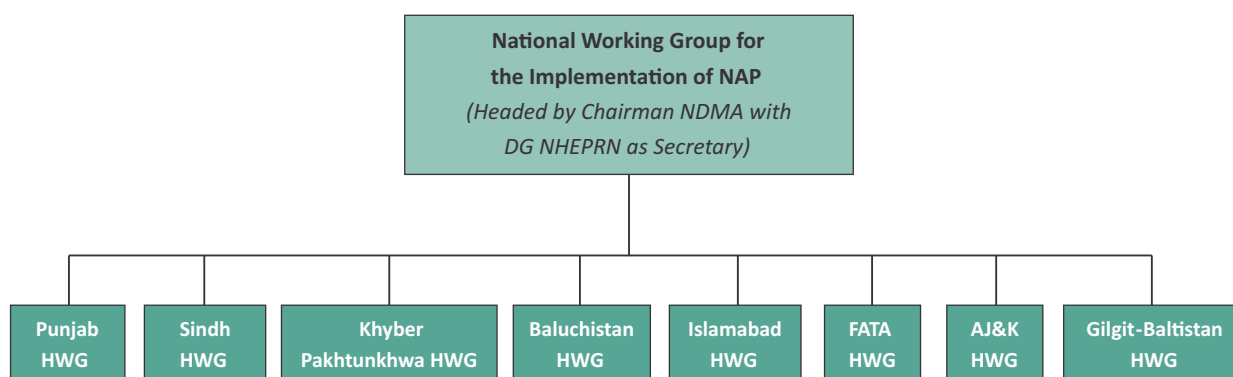 National Working Group for
the Implementation of NAP
(Headed by Chairman NDMA with
DG NHEPRN as Secretary)
Punjab
HWG
Sindh
HWG
Khyber
Pakhtunkhwa HWG
Baluchistan
HWG
Islamabad
HWG
FATA
HWG
AJ&K
HWG
Gilgit-Baltistan
HWG